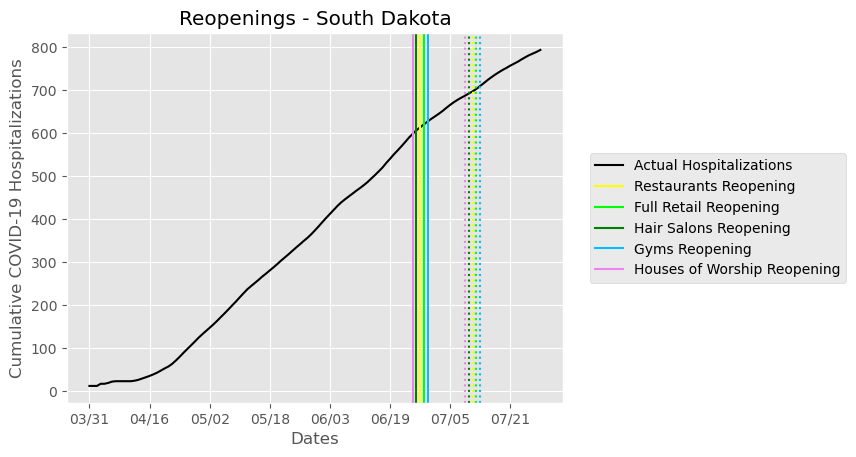 Reopenings - South Dakota
Cumulative COVID-19 Hospitalizations
800
700
600
500
400
300
200
100
0
03/31 04/16 05/02 05/18 06/03 06/19 07/05 07/21
Dates
Actual Hospitalizations
Restaurants Reopening
Full Retail Reopening
Hair Salons Reopening
Gyms Reopening
Houses of Worship Reopening